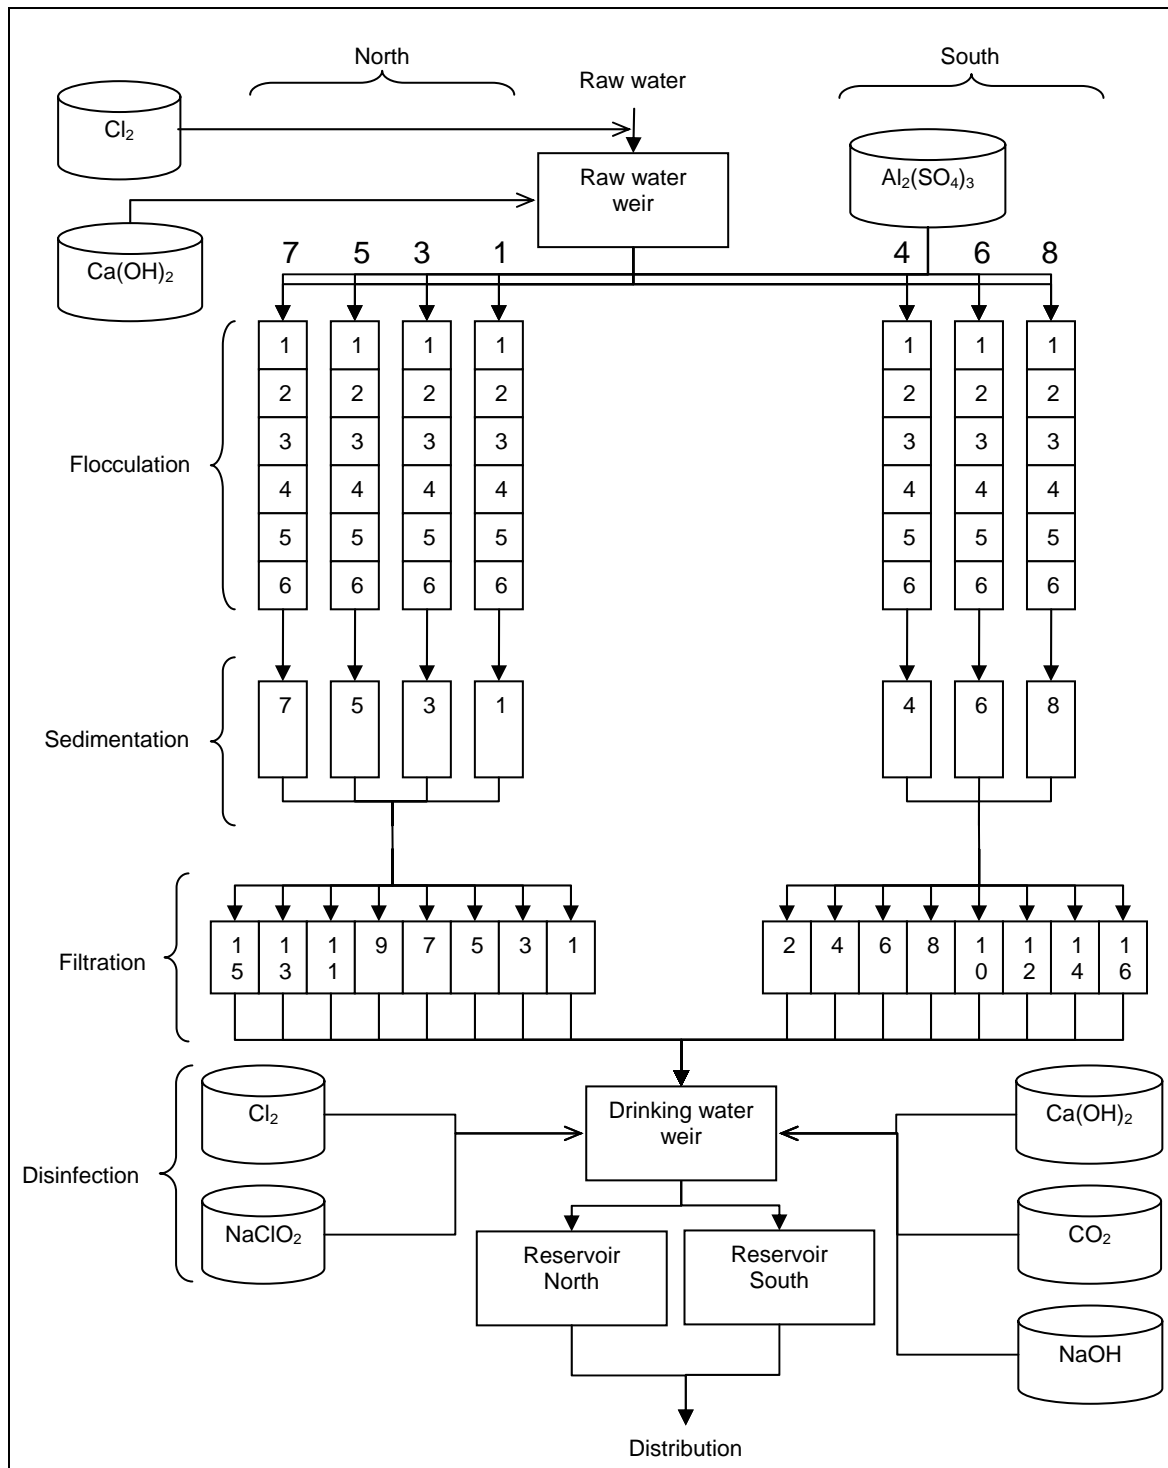 North
South
Raw water
Cl₂
Raw water
weir
Al₂(SO₄)₃
Ca(OH)₂
7 5 3 1 4 6 8
1 1 1 1 1 1 1
2 2 2 2 2 2 2
3 3 3 3 3 3 3
Flocculation
4 4 4 4 4 4 4
5 5 5 5 5 5 5
6 6 6 6 6 6 6
7 5 3 1 4 6 8
Sedimentation
15 13 11 9 7 5 3 1 2 4 6 8 10 12 14 16
Filtration
Cl₂
Drinking water
weir
Ca(OH)₂
Disinfection
NaClO₂
Reservoir
North
Reservoir
South
CO₂
NaOH
Distribution